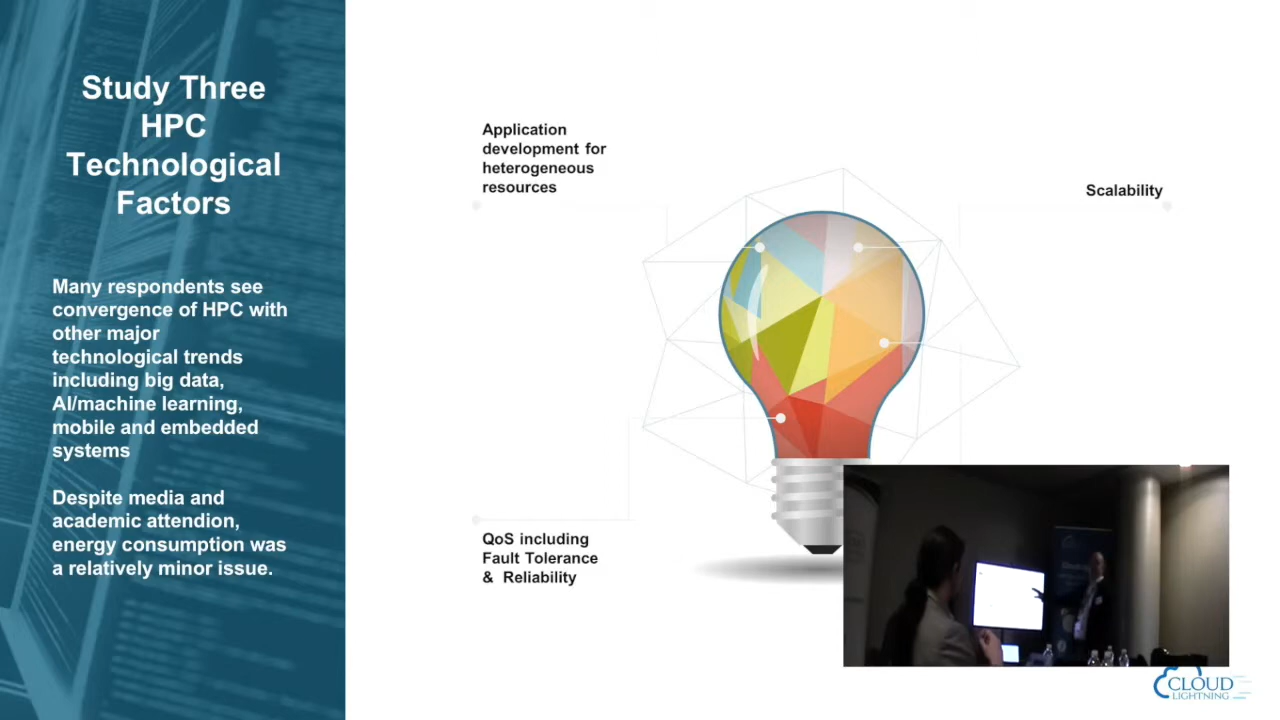 Study Three
HPC
Technological
Factors
Many respondents see
convergence of HPC with
other major
technological trends
including big data,
AI/machine learning,
mobile and embedded
systems
Despite media and
academic attendion,
energy consumption was
a relatively minor issue.
Application
development for
heterogeneous
resources
Scalability
QoS including
Fault Tolerance
& Reliability
CLOUD
LIGHTNING